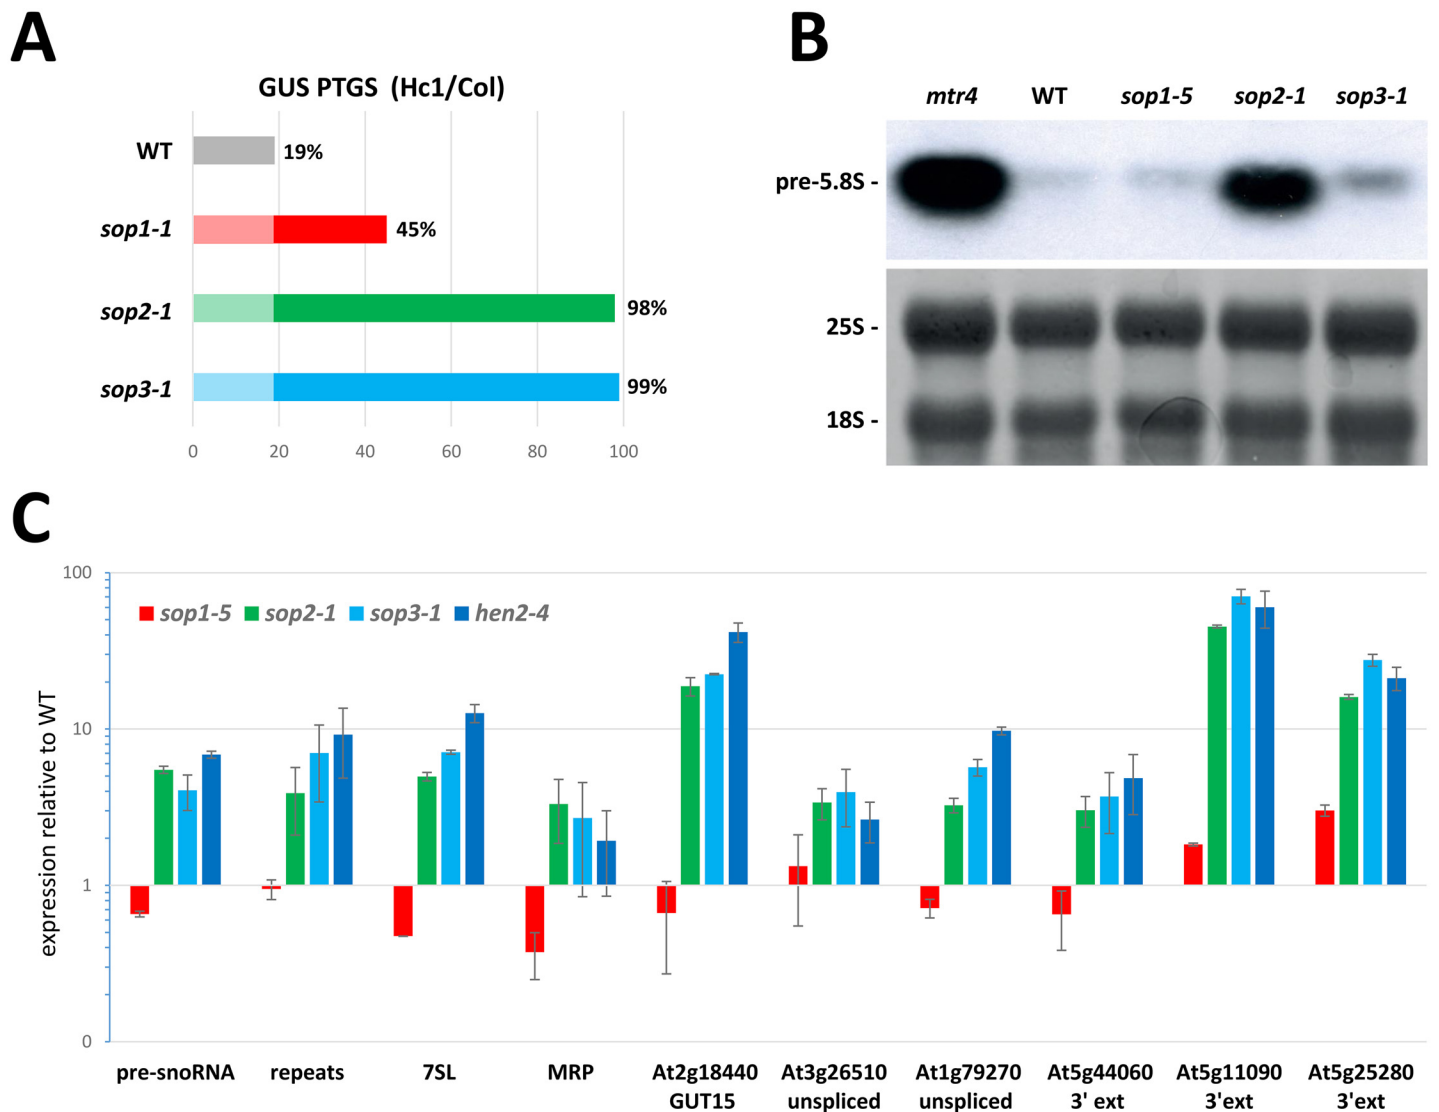 A
GUS PTGS (Hc1/Col)
WT 19%
sop1-1 45%
sop2-1 98%
sop3-1 99%
0 20 40 60 80 100
B
mtr4 WT sop1-5 sop2-1 sop3-1
pre-5.8S -
25S -
18S -
C
expression relative to WT
100
10
1
0
sop1-5 sop2-1 sop3-1 hen2-4
pre-snoRNA repeats 7SL MRP At2g18440 At3g26510 At1g79270 At5g44060 At5g11090 At5g25280
GUT15 unspliced unspliced 3' ext 3'ext 3'ext